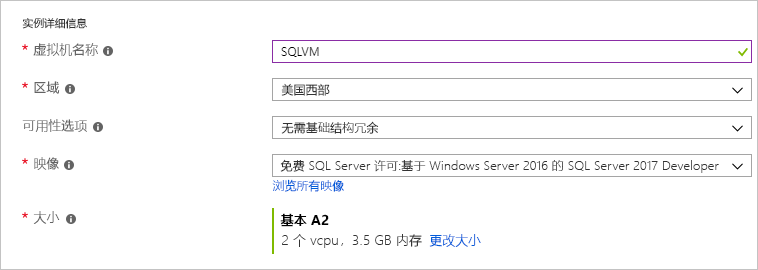 实例详细信息
* 虚拟机名称 SQLVM
* 区域 美国西部
可用性选项 无需基础结构冗余
* 映像 免费 SQL Server 许可:基于 Windows Server 2016 的 SQL Server 2017 Developer
浏览所有映像
* 大小 基本 A2
2 个 vcpu，3.5 GB 内存 更改大小